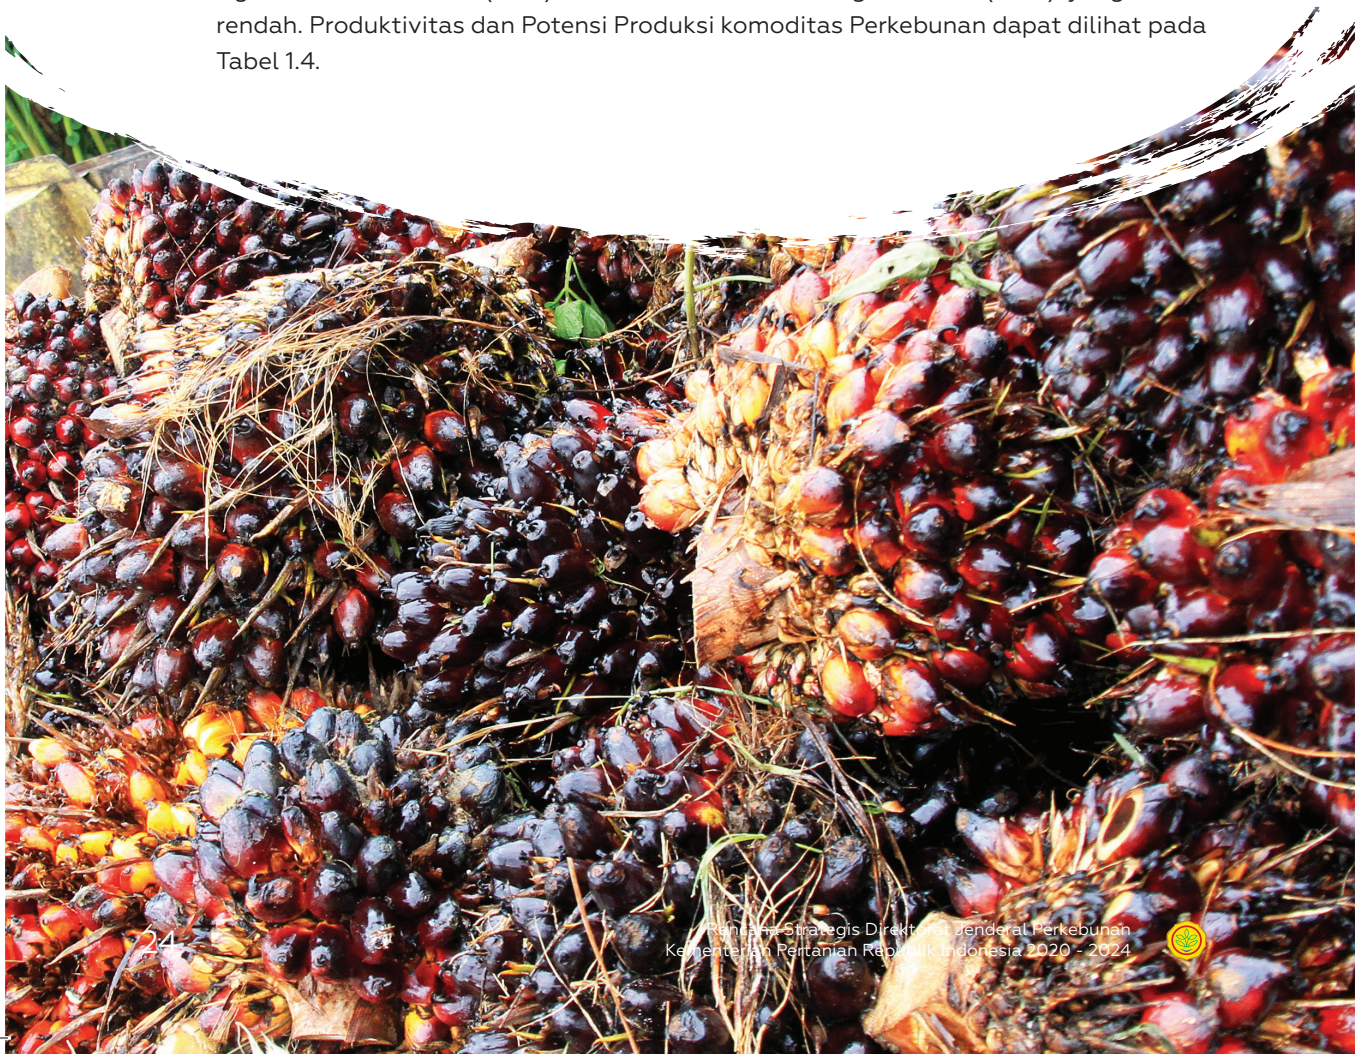 rendah. Produktivitas dan Potensi Produksi komoditas Perkebunan dapat dilihat pada
Tabel 1.4.
24
Rencana Strategis Direktorat Jenderal Perkebunan
Kementerian Pertanian Republik Indonesia 2020 - 2024